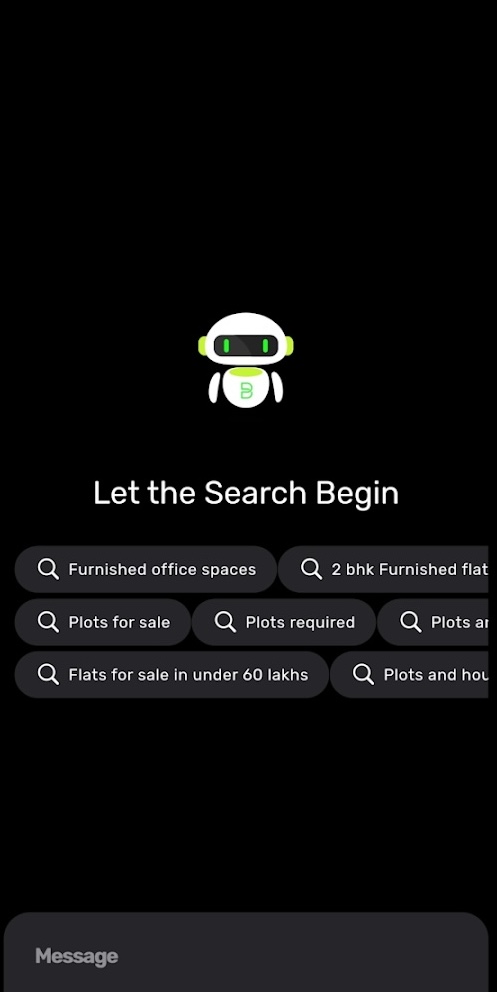 Let the Search Begin
Furnished office spaces
2 bhk Furnished flat
Plots for sale
Plots required
Plots
Flats for sale in under 60 lakhs
Plots and hou
Message